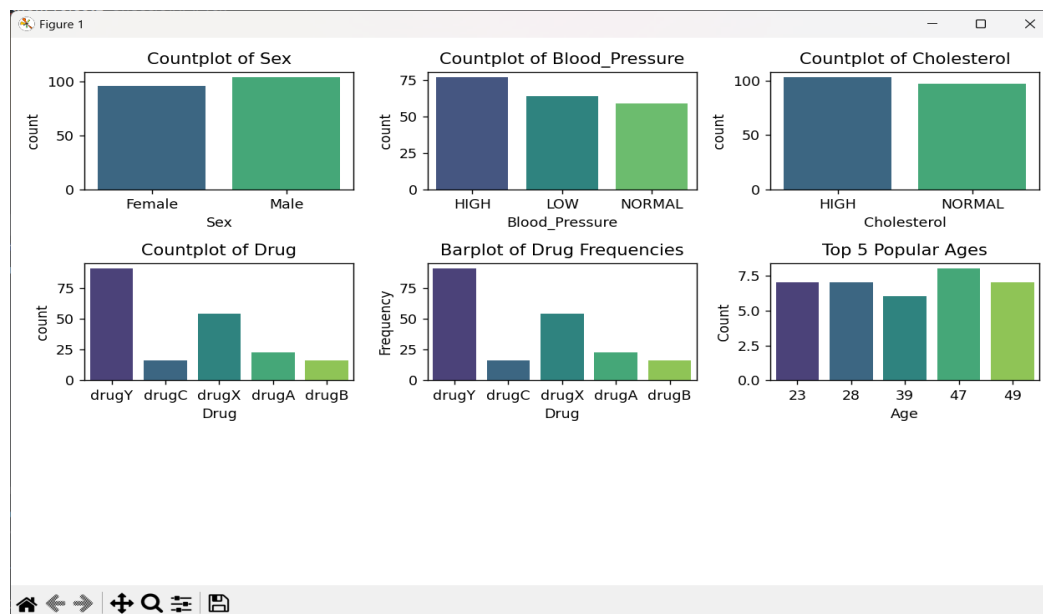 Figure 1
Countplot of Sex
count
100
50
0
Female Male
Sex
Countplot of Blood_Pressure
count
75
50
25
0
HIGH LOW NORMAL
Blood_Pressure
Countplot of Cholesterol
count
100
50
0
HIGH NORMAL
Cholesterol
Countplot of Drug
count
75
50
25
0
drugY drugC drugX drugA drugB
Drug
Barplot of Drug Frequencies
Frequency
75
50
25
0
drugY drugC drugX drugA drugB
Drug
Top 5 Popular Ages
Count
7.5
5.0
2.5
0.0
23 28 39 47 49
Age